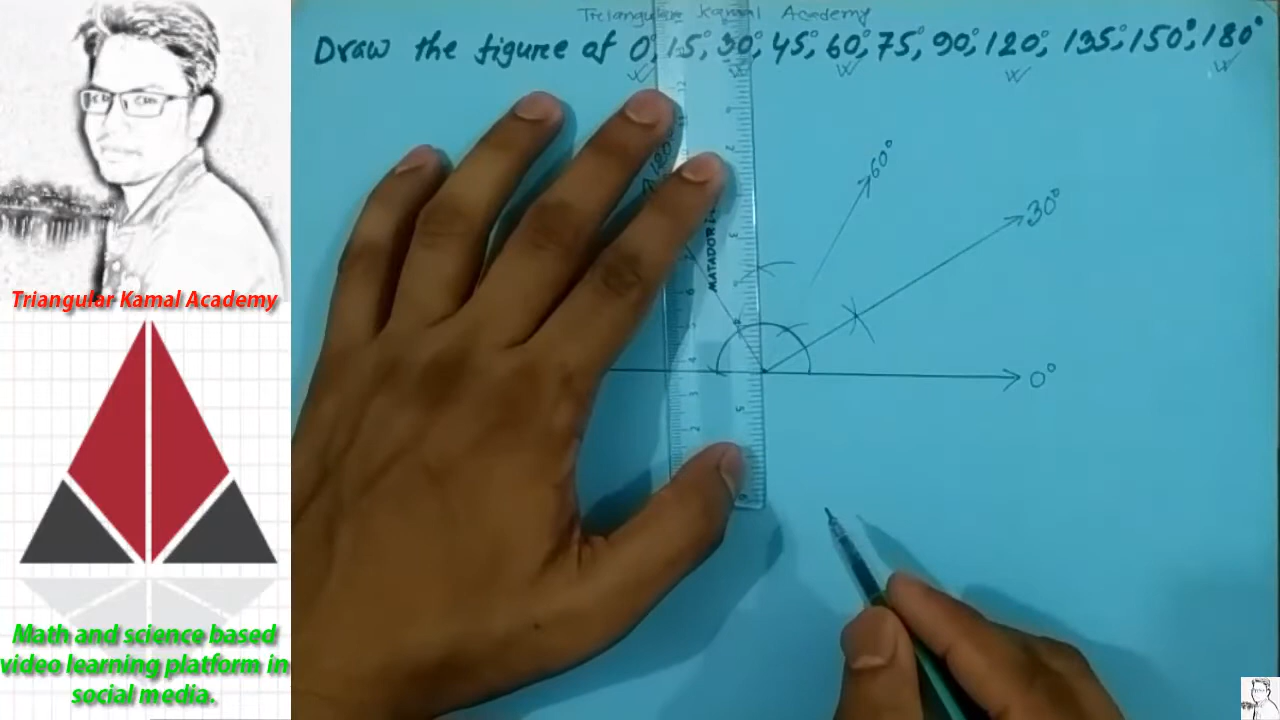 Triangular Kamal Academy
Draw the figure of 0°, 15°, 30°, 45°, 60°, 75°, 90°, 120°, 135°, 150°, 180°
120°
60°
30°
MATADOR
0°
Triangular Kamal Academy
Math and science based
video learning platform in
social media.